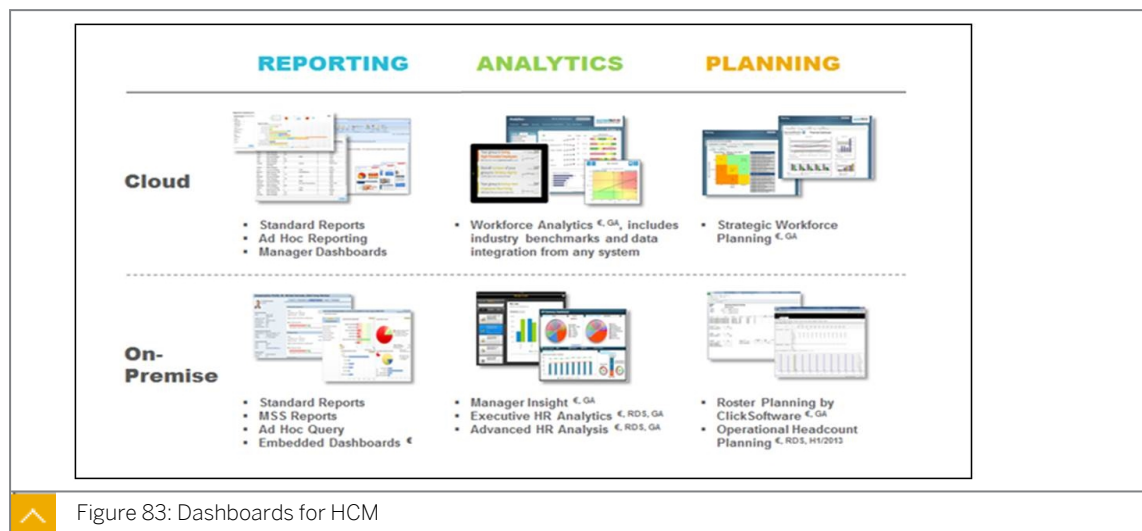 REPORTING ANALYTICS PLANNING
Cloud
• Standard Reports
• Ad Hoc Reporting
• Manager Dashboards
• Workforce Analytics €, GA, includes
industry benchmarks and data
integration from any system
• Strategic Workforce
Planning €, GA
On-
Premise
• Standard Reports
• MSS Reports
• Ad Hoc Query
• Embedded Dashboards €
• Manager Insight €, GA
• Executive HR Analytics €, RDS, GA
• Advanced HR Analysis €, RDS, GA
• Roster Planning by
ClickSoftware €, GA
• Operational Headcount
Planning €, RDS, H1/2013
Figure 83: Dashboards for HCM